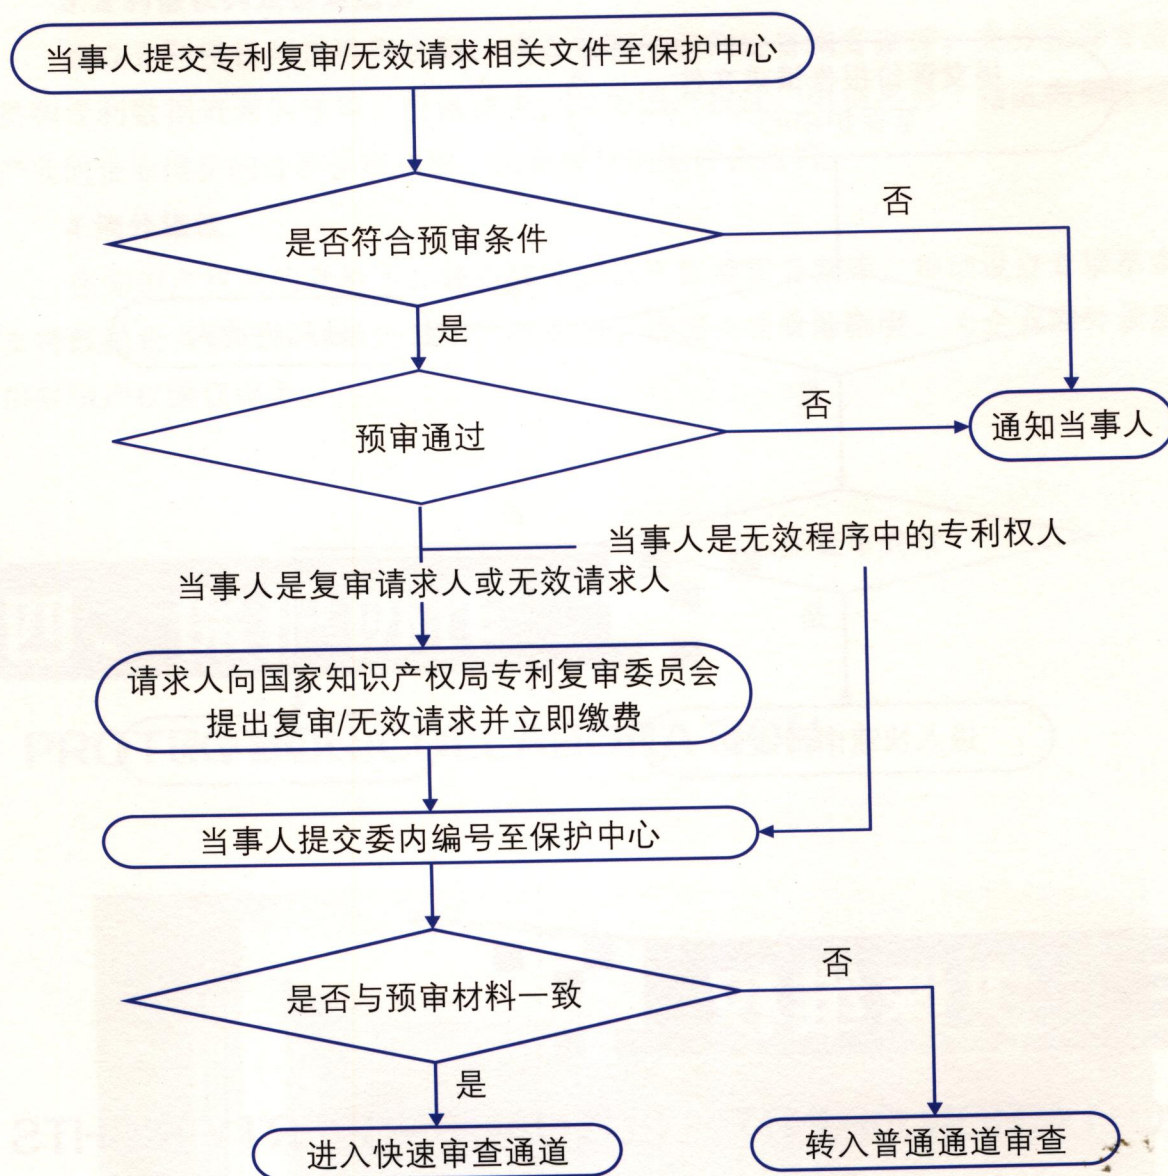 当事人提交专利复审/无效请求相关文件至保护中心
是否符合预审条件
否
是
预审通过
否
通知当事人
当事人是无效程序中的专利权人
当事人是复审请求人或无效请求人
请求人向国家知识产权局专利复审委员会
提出复审/无效请求并立即缴费
当事人提交委内编号至保护中心
是否与预审材料一致
否
是
进入快速审查通道
转入普通通道审查